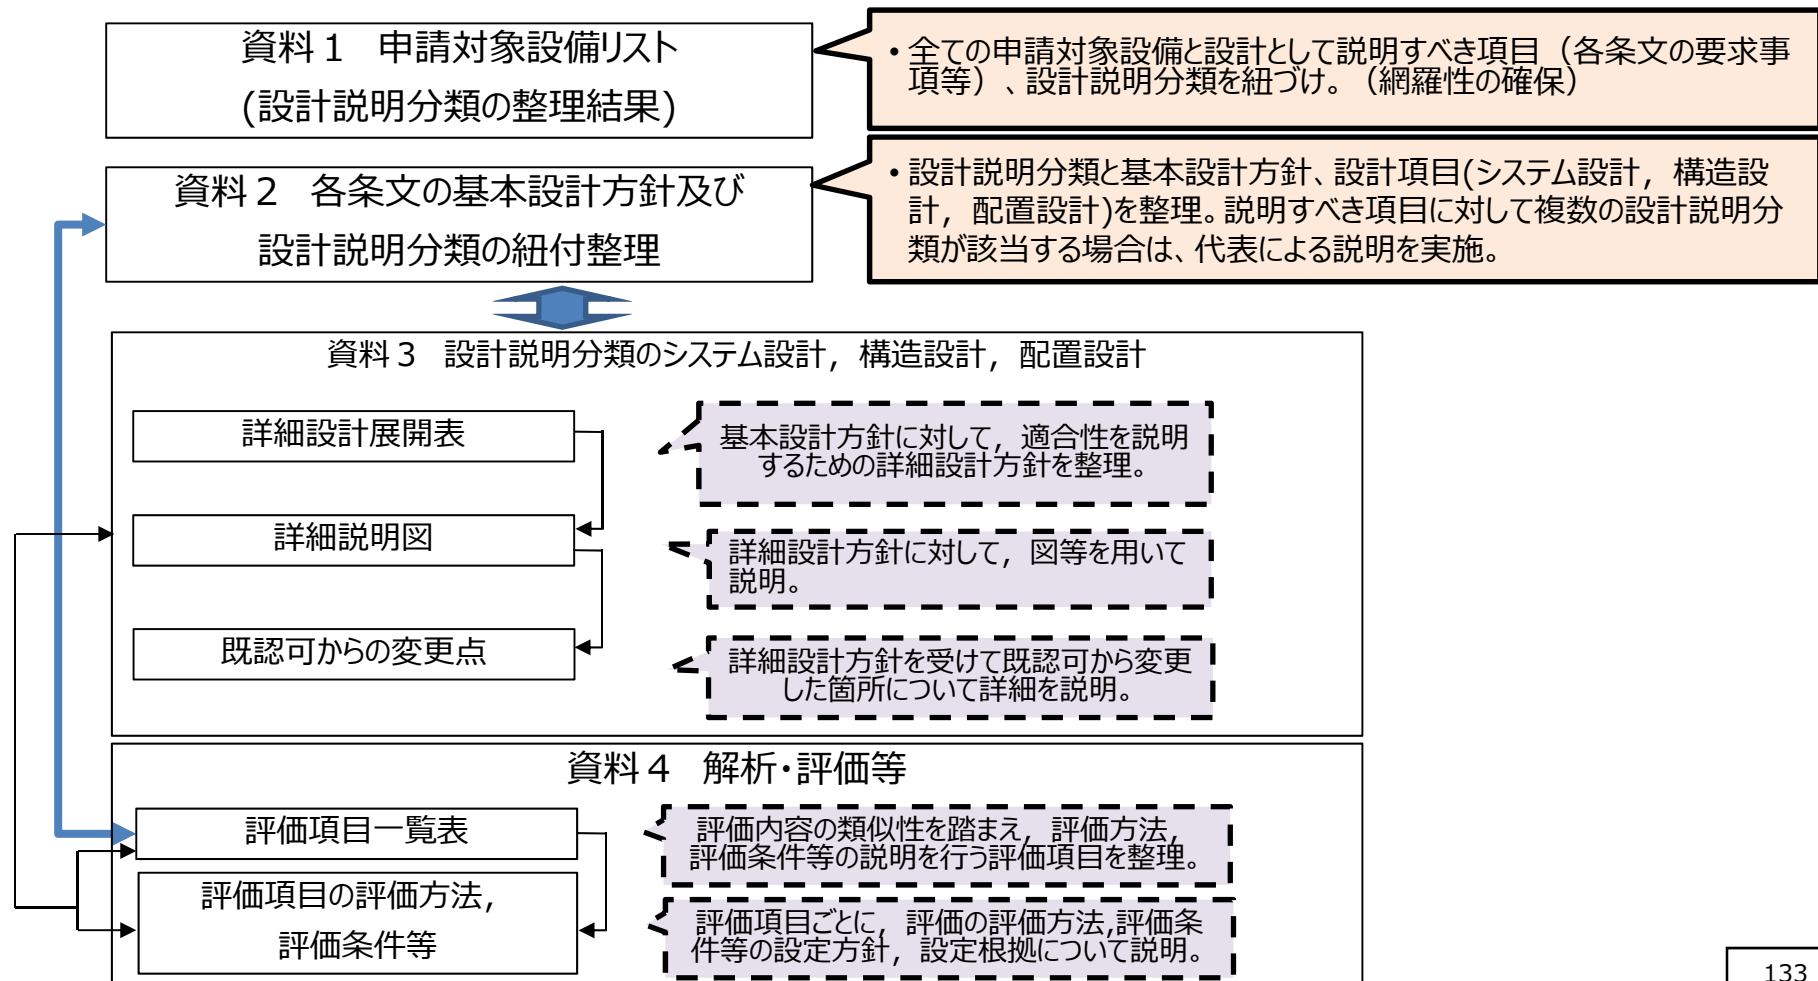 資料１　申請対象設備リスト
(設計説明分類の整理結果)
・全ての申請対象設備と設計として説明すべき項目（各条文の要求事
項等）、設計説明分類を紐づけ。（網羅性の確保）
資料２　各条文の基本設計方針及び
設計説明分類の紐付整理
・設計説明分類と基本設計方針、設計項目(システム設計，構造設
計，配置設計)を整理。説明すべき項目に対して複数の設計説明分
類が該当する場合は、代表による説明を実施。
資料３　設計説明分類のシステム設計，構造設計，配置設計
詳細設計展開表
基本設計方針に対して，適合性を説明
するための詳細設計方針を整理。
詳細説明図
詳細設計方針に対して，図等を用いて
説明。
既認可からの変更点
詳細設計方針を受けて既認可から変更
した箇所について詳細を説明。
資料４　解析・評価等
評価項目一覧表
評価内容の類似性を踏まえ，評価方法，
評価条件等の説明を行う評価項目を整理。
評価項目の評価方法，
評価条件等
評価項目ごとに，評価の評価方法,評価条
件等の設定方針，設定根拠について説明。
133